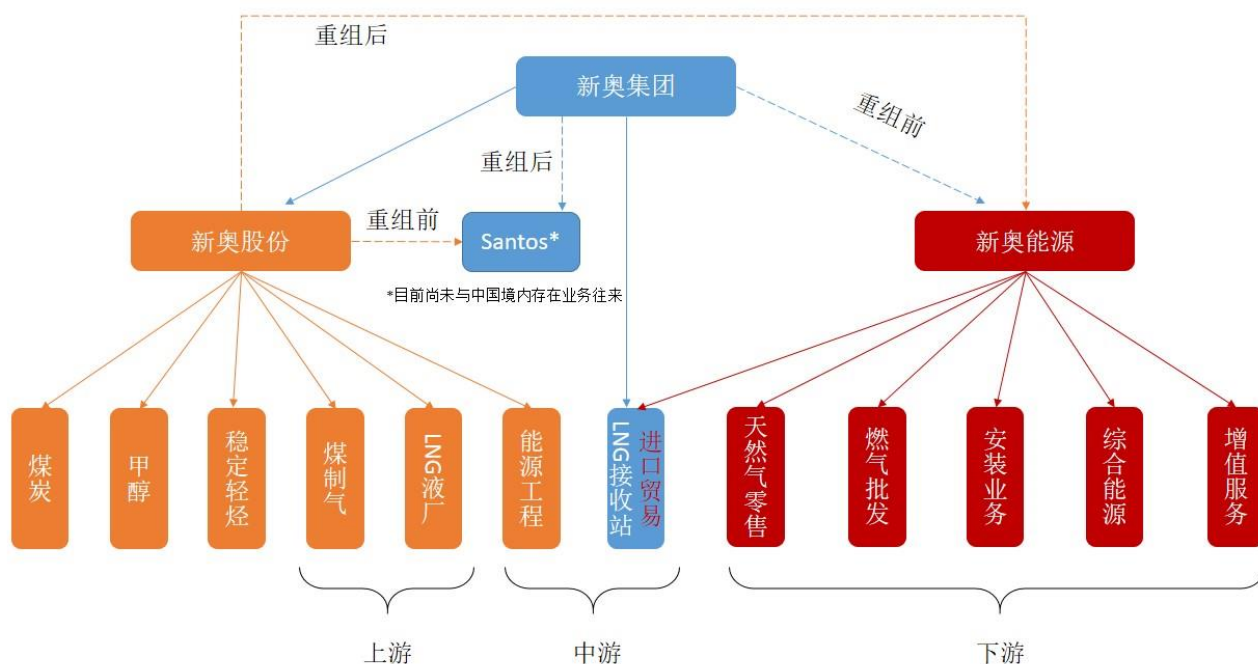 重组后
新奥集团
重组前
重组后
新奥股份
重组前
Santos*
新奥能源
*目前尚未与中国境内存在业务往来
煤炭
甲醇
稳定轻烃
煤制气
LNG液厂
能源工程
LNG接收站
进口贸易
天然气零售
燃气批发
安装业务
综合能源
增值服务
上游
中游
下游